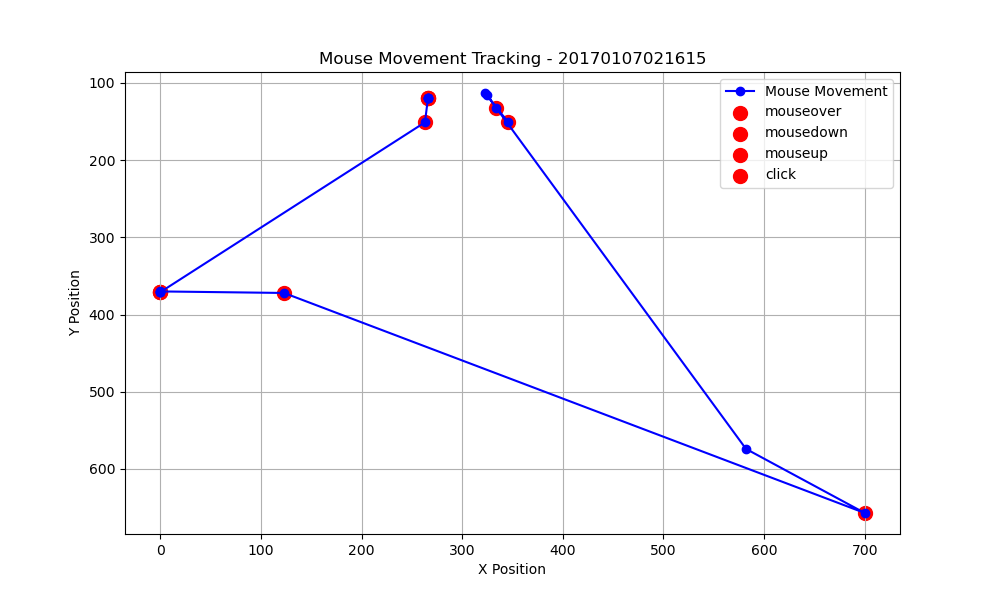 Mouse Movement Tracking - 20170107021615
Mouse Movement
mouseover
mousedown
mouseup
click
100
200
300
400
500
600
Y Position
0 100 200 300 400 500 600 700
X Position